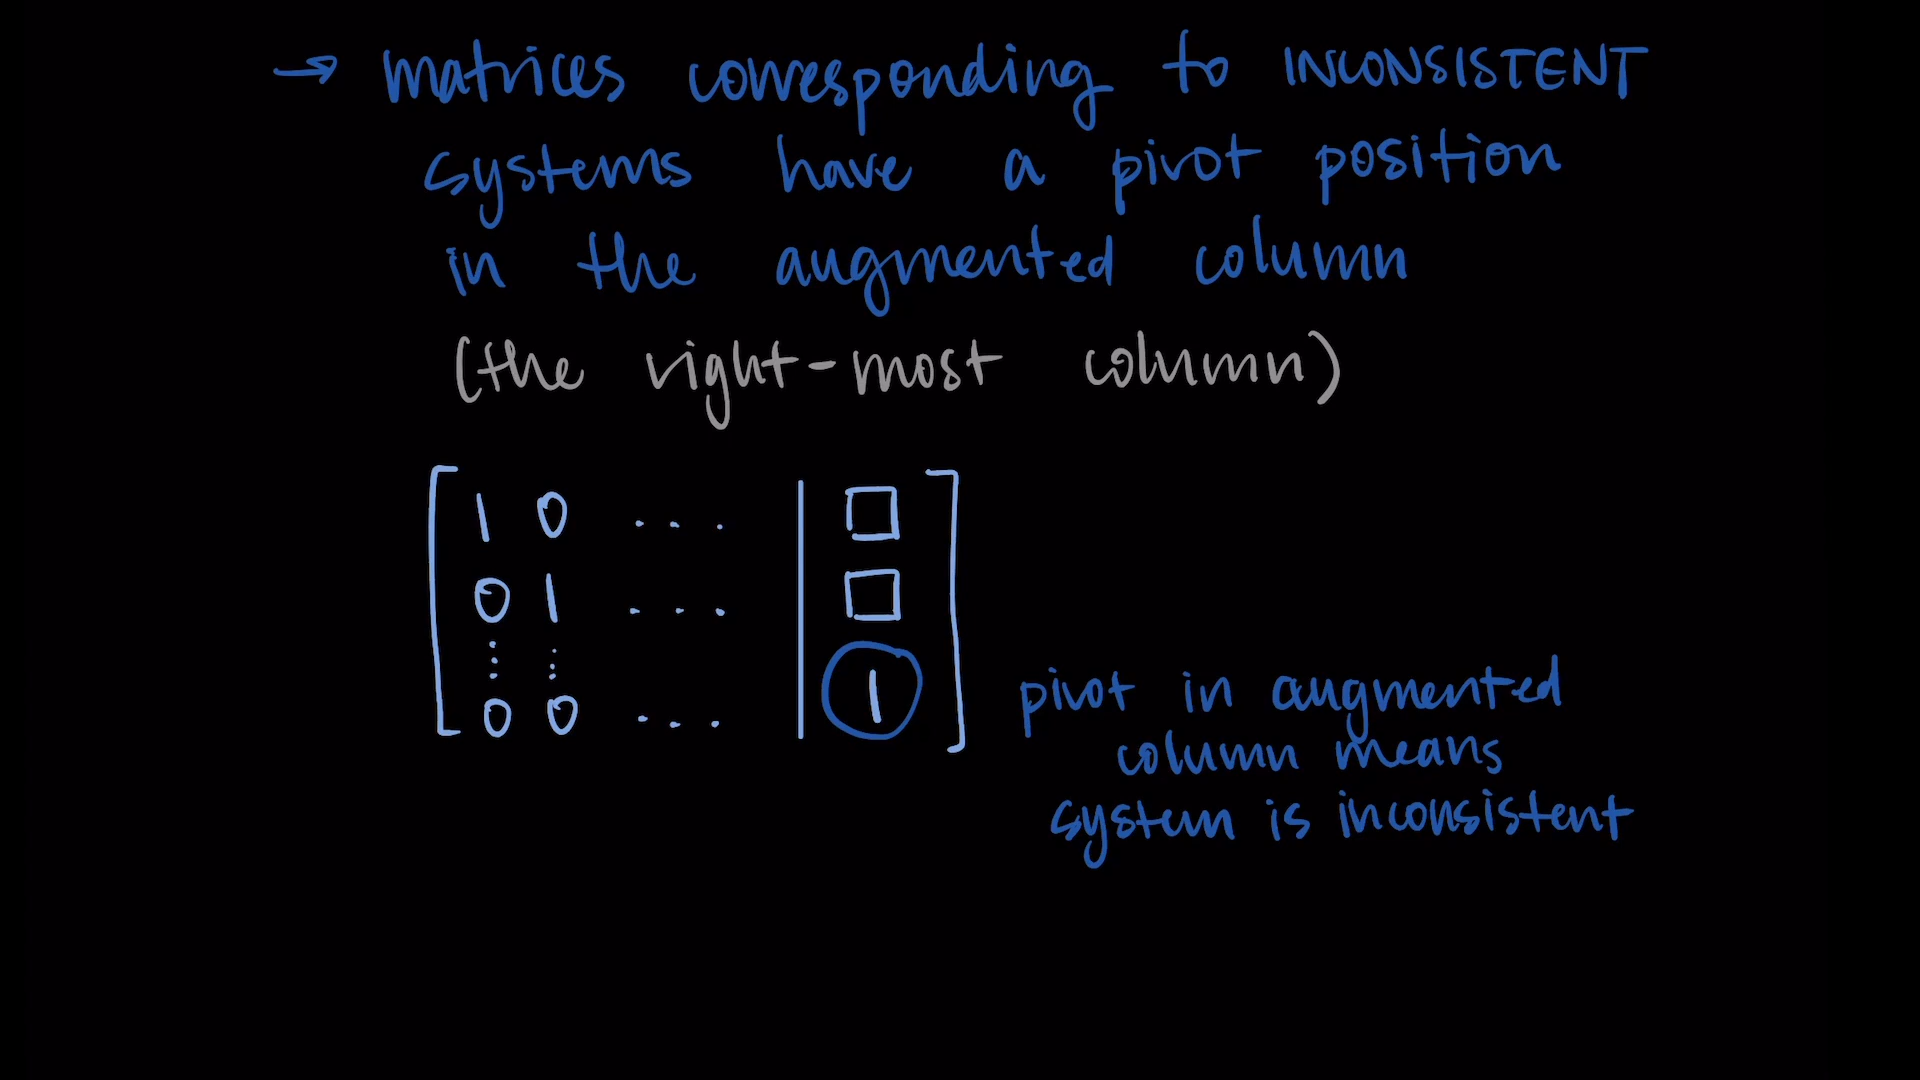 → matrices corresponding to INCONSISTENT
systems have a pivot position
in the augmented column
(the right-most column)
1 0 ... | □
0 1 ... | □
⋮ ⋮
0 0 ... | 1
pivot in augmented
column means
system is inconsistent